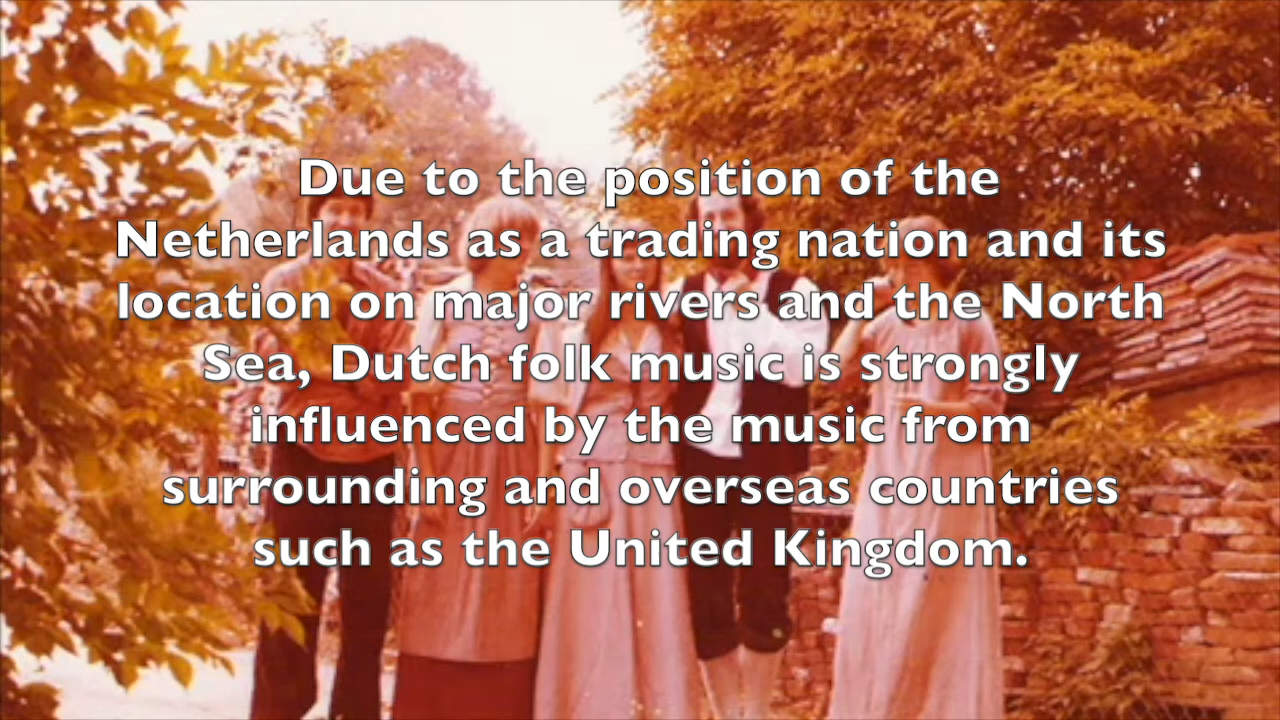 Due to the position of the
Netherlands as a trading nation and its
location on major rivers and the North
Sea, Dutch folk music is strongly
influenced by the music from
surrounding and overseas countries
such as the United Kingdom.